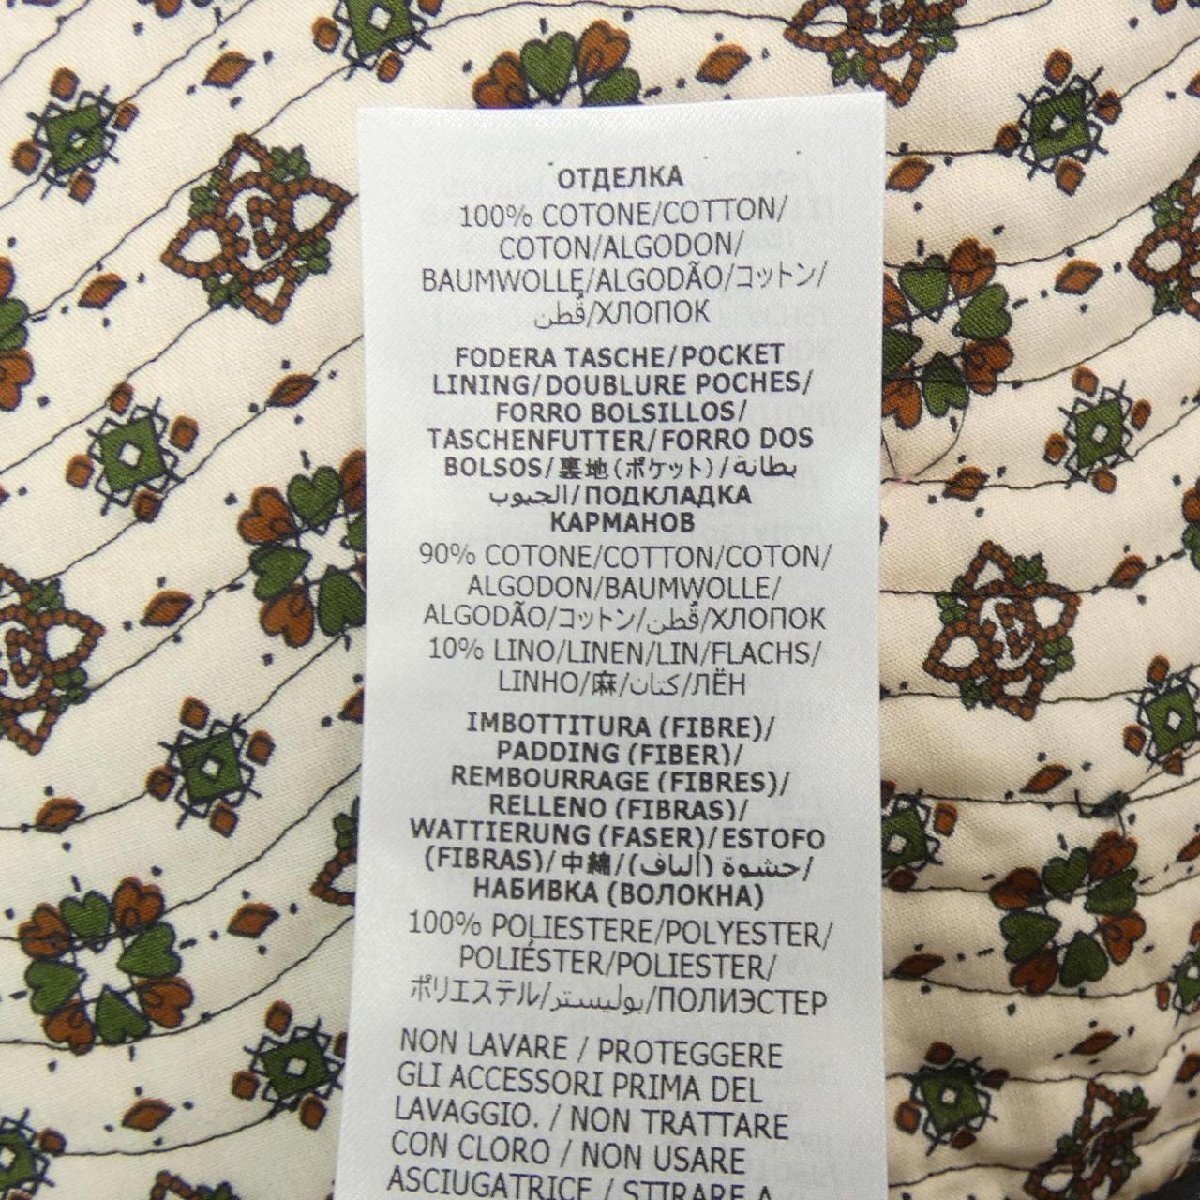 ОТДЕЛКА
100% COTONE/COTTON/
COTON/ALGODON/
BAUMWOLLE/ALGODÃO/コットン/
قُطن/ХЛОПОК
FODERA TASCHE/POCKET
LINING/DOUBLURE POCHES/
FORRO BOLSILLOS/
TASCHENFUTTER/FORRO DOS
BOLSOS/裏地(ポケット)/بطانة
الجيوب/ПОДКЛАДКА
КАРМАНОВ
90% COTONE/COTTON/COTON/
ALGODON/BAUMWOLLE/
ALGODÃO/コットン/قُطن/ХЛОПОК
10% LINO/LINEN/LIN/FLACHS/
LINHO/麻/كتان/ЛЁН
IMBOTTITURA (FIBRE)/
PADDING (FIBER)/
REMBOURRAGE (FIBRES)/
RELLENO (FIBRAS)/
WATTIERUNG (FASER)/ESTOFO
(FIBRAS)/中綿/حشوة (ألياف)/
НАБИВКА (ВОЛОКНА)
100% POLIESTERE/POLYESTER/
POLIÉSTER/POLIESTER/
ポリエステル/بوليستر/ПОЛИЭСТЕР
NON LAVARE / PROTEGGERE
GLI ACCESSORI PRIMA DEL
LAVAGGIO. / NON TRATTARE
CON CLORO / NON USARE
ASCIUGATRICE / STIRARE A